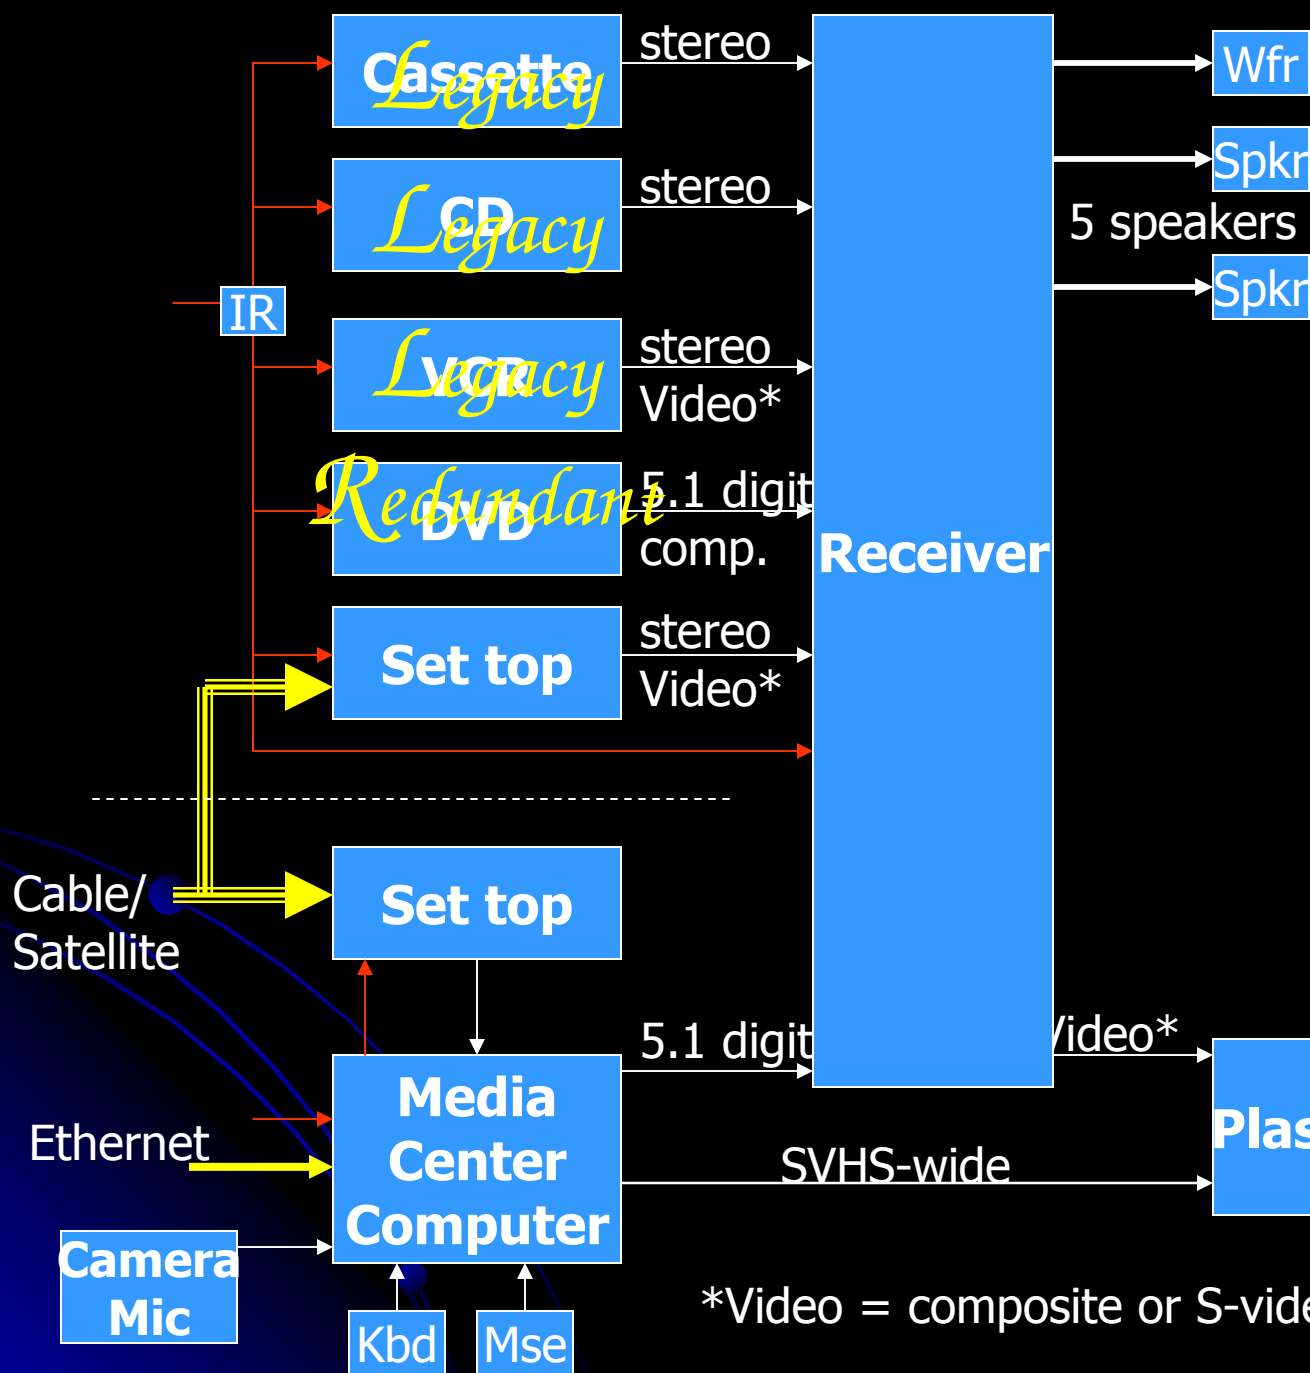 Cassette
Legacy
stereo
Wfr
CD
Legacy
stereo
Spkr
5 speakers
IR
Spkr
VCR
Legacy
stereo
Video*
DVD
Redundant
5.1 digit
comp.
Receiver
Set top
stereo
Video*
Cable/
Satellite
Set top
5.1 digit
Video*
Media
Center
Computer
Ethernet
SVHS-wide
Plas
Camera
Mic
Kbd
Mse
*Video = composite or S-vide